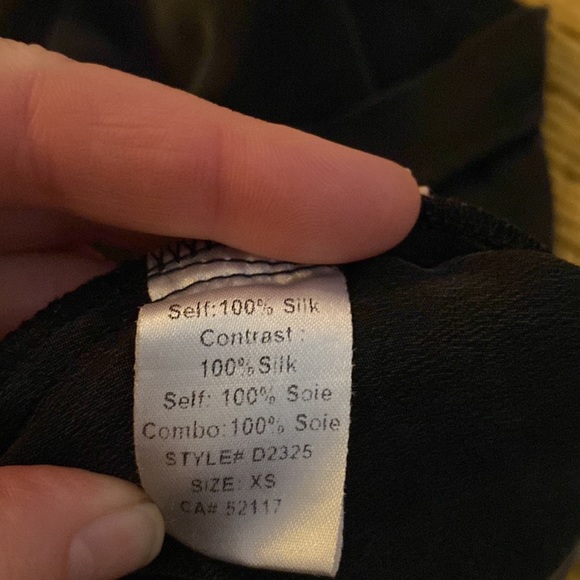 Self:100% Silk
Contrast :
100% Silk
Self: 100% Soie
Combo:100% Soie
STYLE# D2325
SIZE: XS
CA# 52117